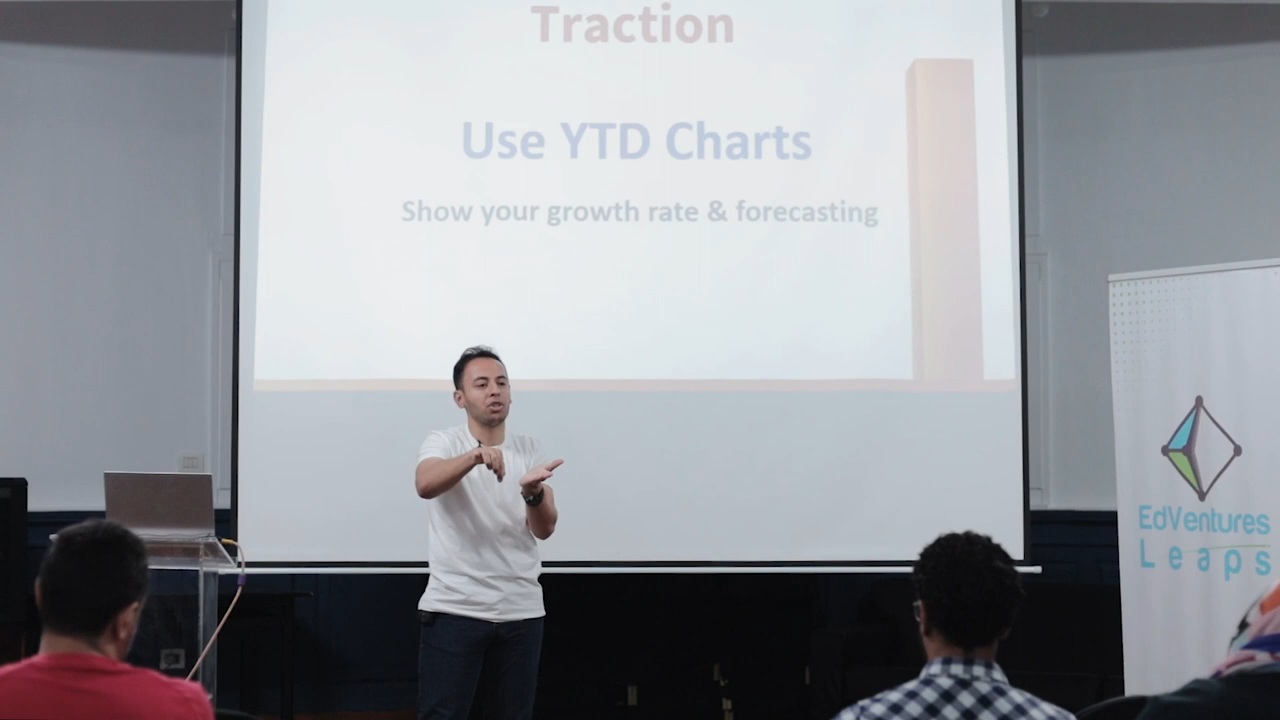 Traction
Use YTD Charts
Show your growth rate & forecasting
EdVentures
Leaps